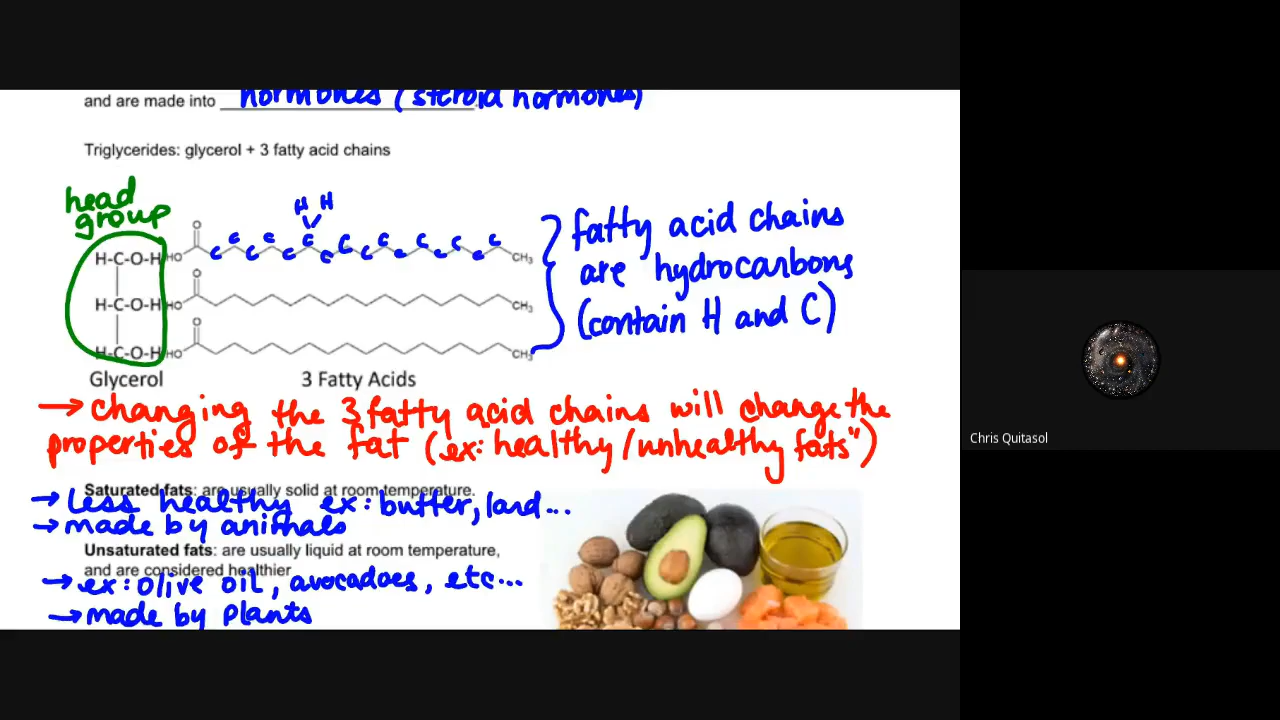 and are made into hormones (steroid hormones)
Triglycerides: glycerol + 3 fatty acid chains
head
group
H H
C C C C C C C C C C C C C C C C
O
H-C-O-H HO CH3
O
H-C-O-H HO CH3
O
H-C-O-H HO CH3
Glycerol 3 Fatty Acids
fatty acid chains
are hydrocarbons
(contain H and C)
→ changing the 3 fatty acid chains will change the
properties of the fat (ex: healthy/unhealthy fats")
Saturated fats: are usually solid at room temperature.
→ less healthy ex: butter, lard...
→ made by animals
Unsaturated fats: are usually liquid at room temperature,
and are considered healthier
→ ex: olive oil, avocadoes, etc...
→ made by plants
Chris Quitasol